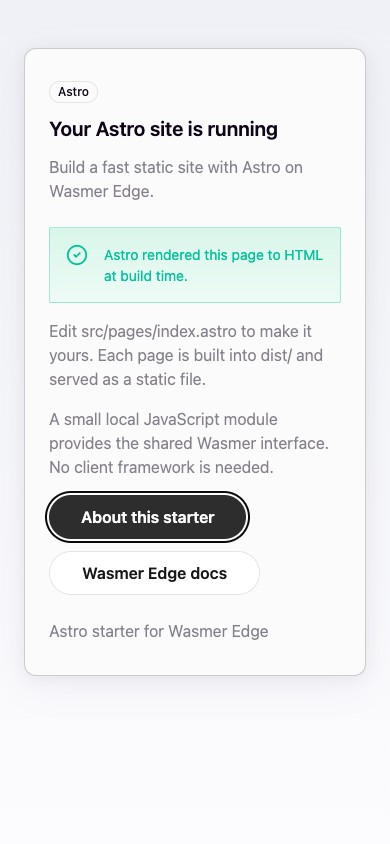 Astro
Your Astro site is running
Build a fast static site with Astro on
Wasmer Edge.
Astro rendered this page to HTML
at build time.
Edit src/pages/index.astro to make it
yours. Each page is built into dist/ and
served as a static file.
A small local JavaScript module
provides the shared Wasmer interface.
No client framework is needed.
About this starter
Wasmer Edge docs
Astro starter for Wasmer Edge